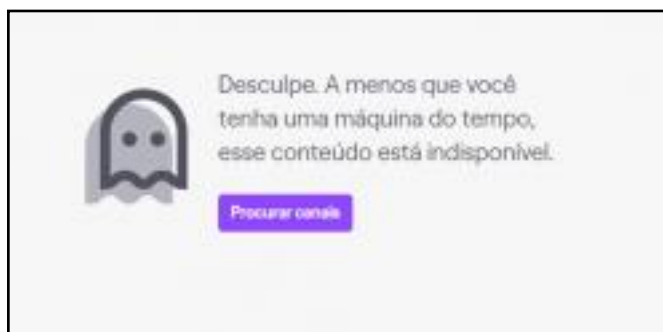 Desculpe. A menos que você
tenha uma máquina do tempo,
esse conteúdo está indisponível.
Procurar canais